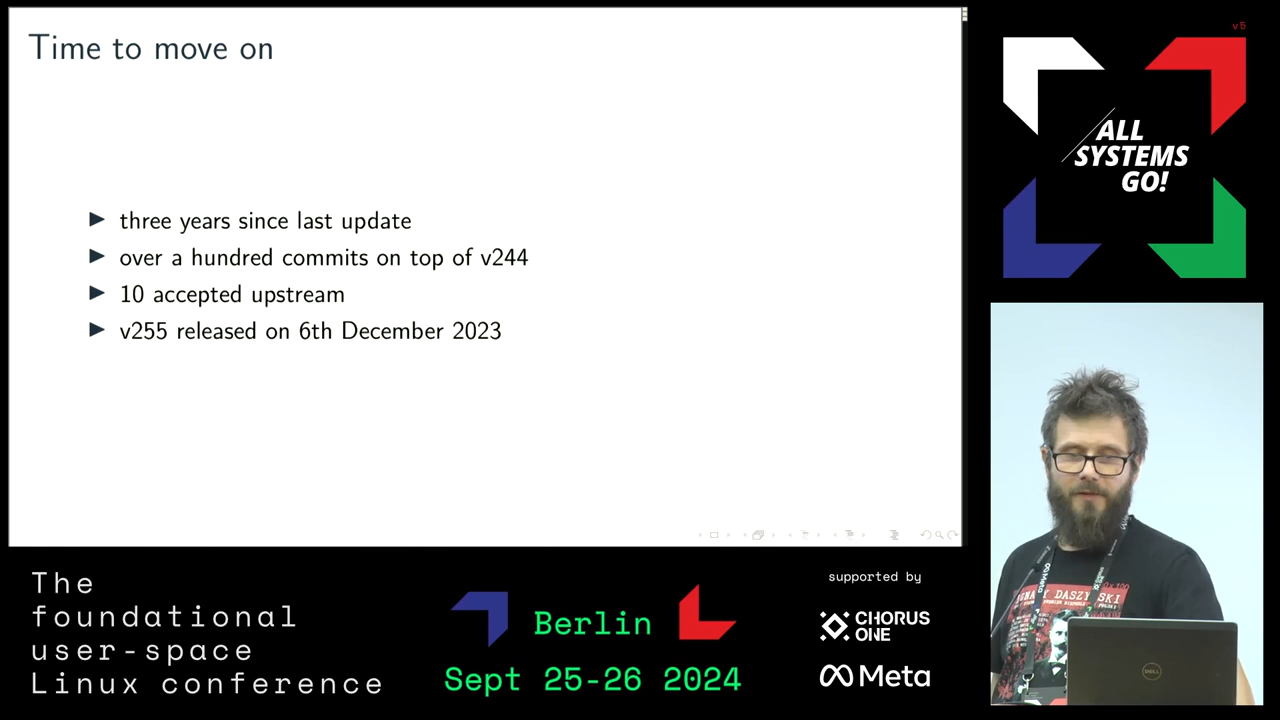 Time to move on
three years since last update
over a hundred commits on top of v244
10 accepted upstream
v255 released on 6th December 2023
v5
ALL
SYSTEMS
GO!
DASZYŃSKI
The
foundational
user-space
Linux conference
Berlin
Sept 25-26 2024
supported by
CHORUS
ONE
Meta
DELL